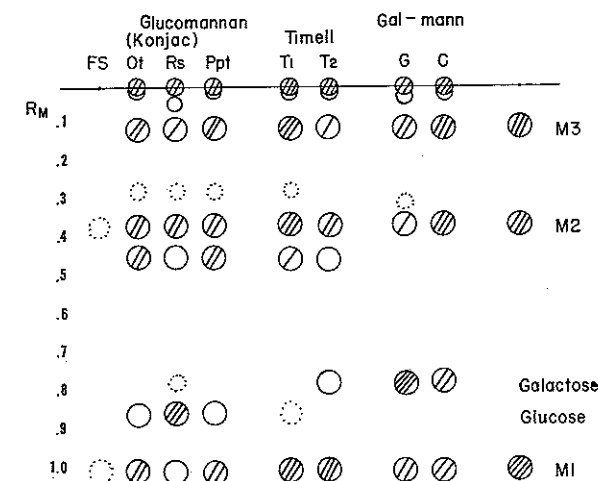 Glucomannan
(Konjac)
Timell
Gal-mann
FS Ot Rs Ppt T1 T2 G C
RM
.1 M3
.2
.3
.4 M2
.5
.6
.7
.8 Galactose
.9 Glucose
1.0 M1